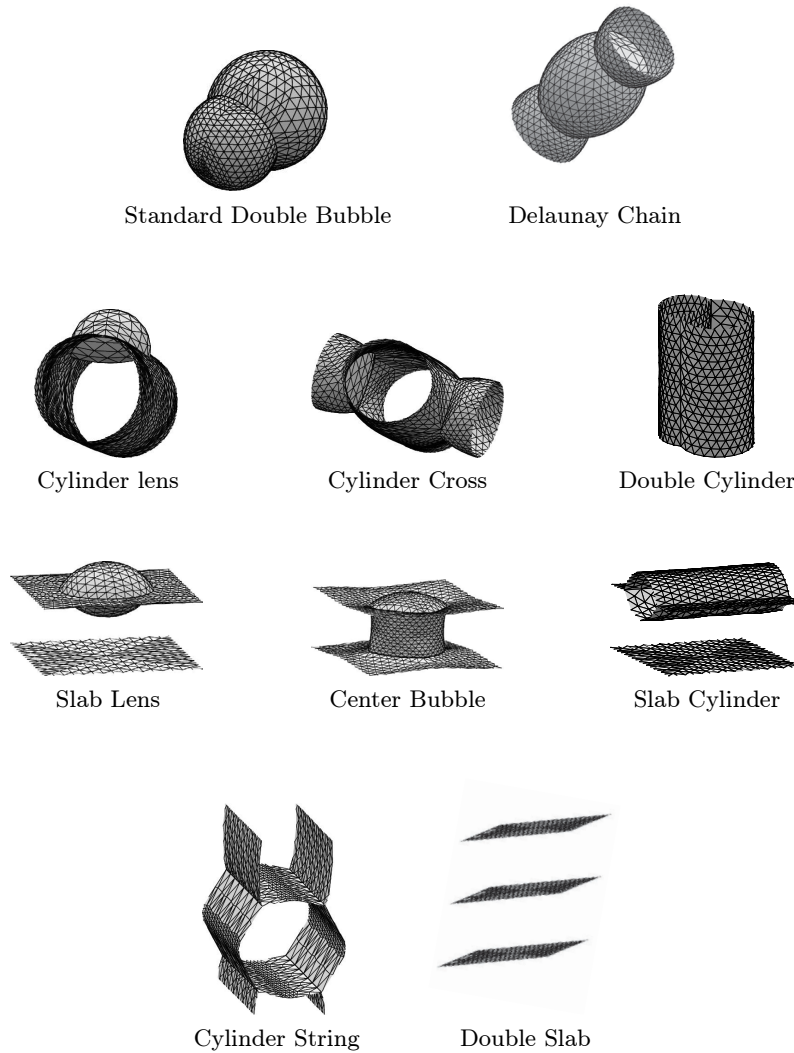 Standard Double Bubble
Delaunay Chain
Cylinder lens
Cylinder Cross
Double Cylinder
Slab Lens
Center Bubble
Slab Cylinder
Cylinder String
Double Slab